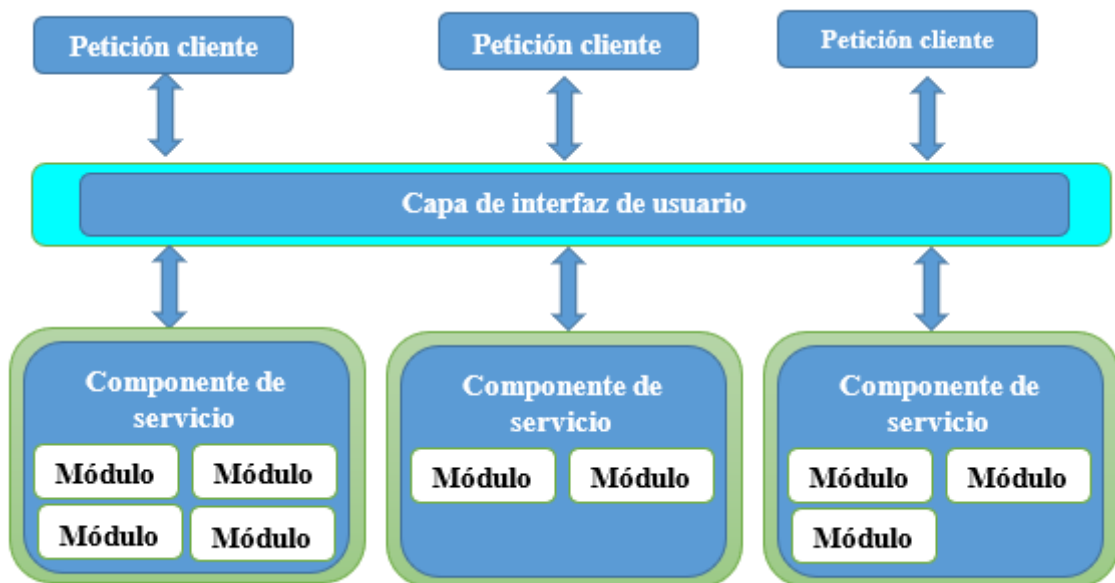 Petición cliente
Petición cliente
Petición cliente
Capa de interfaz de usuario
Componente de
servicio
Módulo
Módulo
Módulo
Módulo
Componente de
servicio
Módulo
Módulo
Componente de
servicio
Módulo
Módulo
Módulo